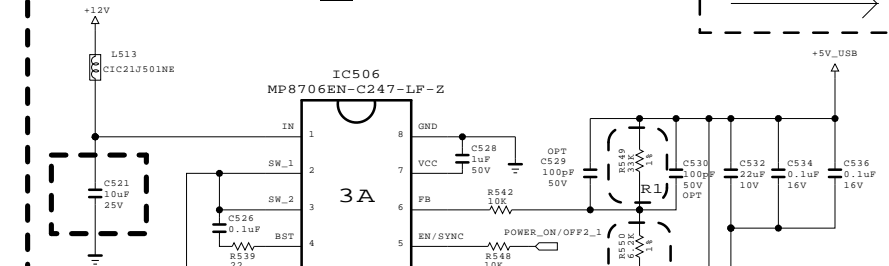 +12V
L513
CIC21J501NE
+5V_USB
IC506
MP8706EN-C247-LF-Z
IN
1
8
GND
C528
1uF
50V
SW_1
2
7
VCC
3A
SW_2
3
6
FB
BST
4
5
EN/SYNC
C521
10uF
25V
C526
0.1uF
R539
22
R542
10K
POWER_ON/OFF2_1
R548
10K
OPT
C529
100pF
50V
R549
33K
1%
R1
C530
100pF
50V
OPT
C532
22uF
10V
C534
0.1uF
16V
C536
0.1uF
16V
R550
6.2K
1%